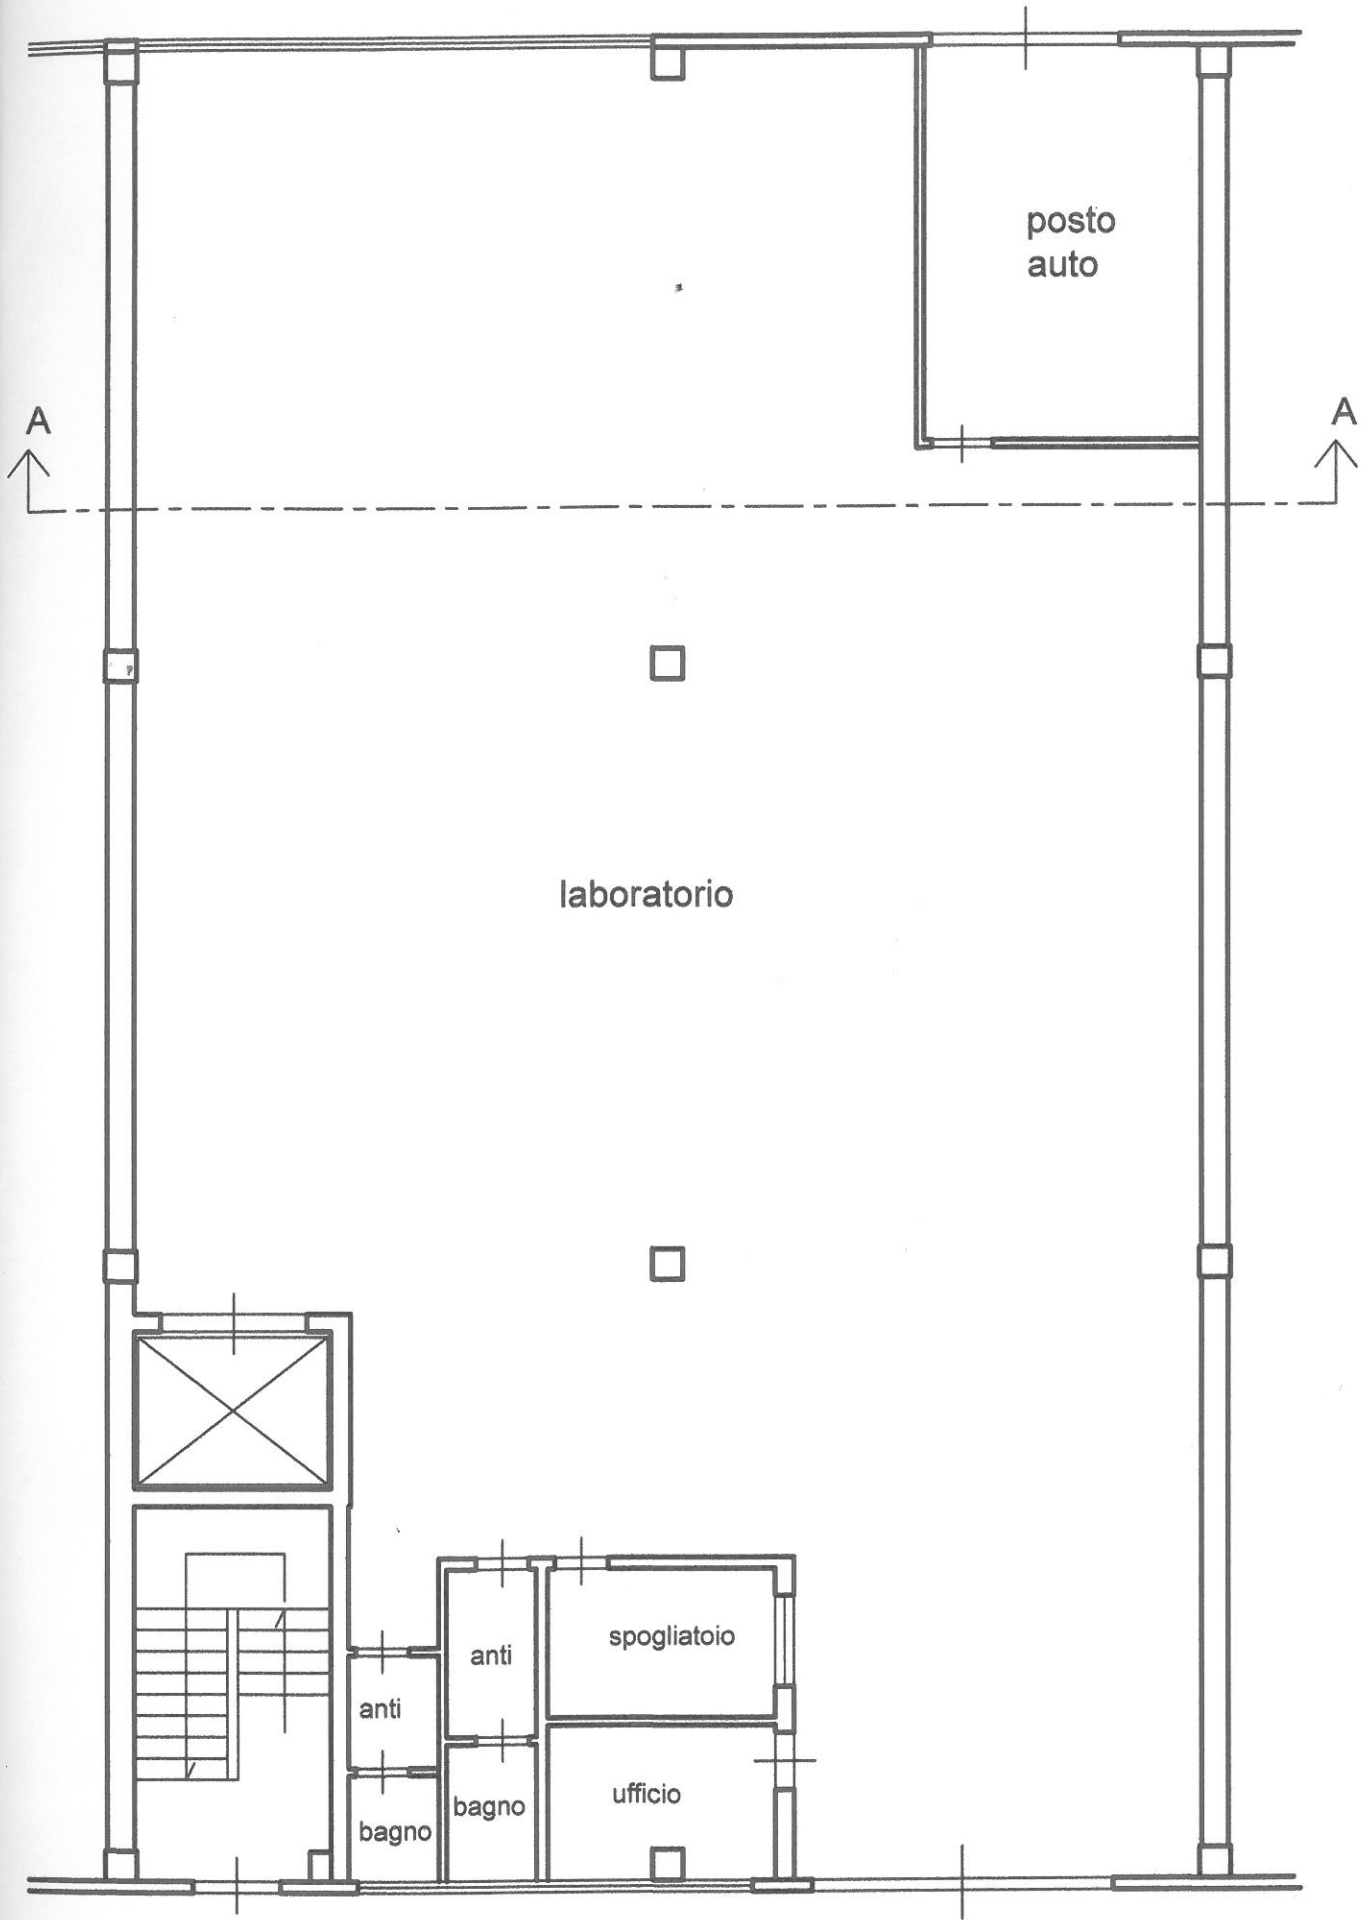 posto
auto
A
A
laboratorio
spogliatoio
anti
anti
ufficio
bagno
bagno